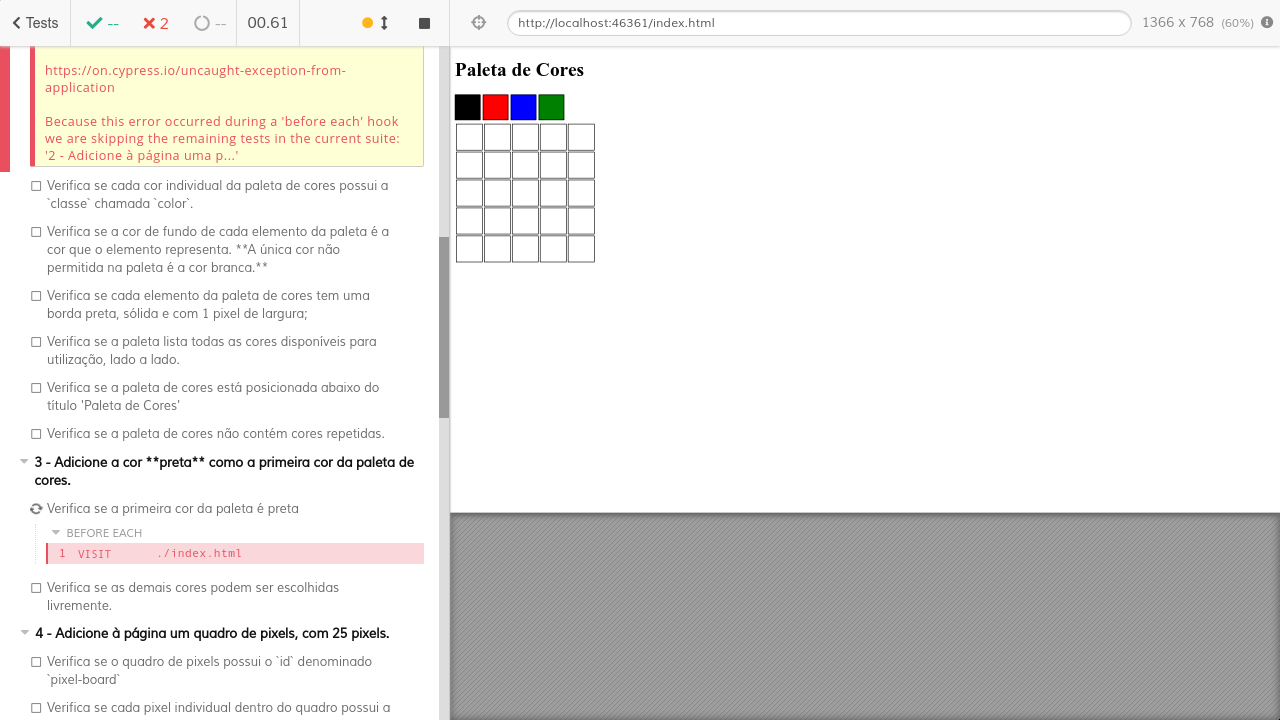 Tests
--
2
--
00.61
http://localhost:46361/index.html
1366 x 768 (60%)
https://on.cypress.io/uncaught-exception-from-
application
Because this error occurred during a 'before each' hook
we are skipping the remaining tests in the current suite:
'2 - Adicione à página uma p...'
Verifica se cada cor individual da paleta de cores possui a
`classe` chamada `color`.
Verifica se a cor de fundo de cada elemento da paleta é a
cor que o elemento representa. **A única cor não
permitida na paleta é a cor branca.**
Verifica se cada elemento da paleta de cores tem uma
borda preta, sólida e com 1 pixel de largura;
Verifica se a paleta lista todas as cores disponíveis para
utilização, lado a lado.
Verifica se a paleta de cores está posicionada abaixo do
título 'Paleta de Cores'
Verifica se a paleta de cores não contém cores repetidas.
3 - Adicione a cor **preta** como a primeira cor da paleta de
cores.
Verifica se a primeira cor da paleta é preta
BEFORE EACH
1 VISIT ./index.html
Verifica se as demais cores podem ser escolhidas
livremente.
4 - Adicione à página um quadro de pixels, com 25 pixels.
Verifica se o quadro de pixels possui o `id` denominado
`pixel-board`
Verifica se cada pixel individual dentro do quadro possui a
Paleta de Cores